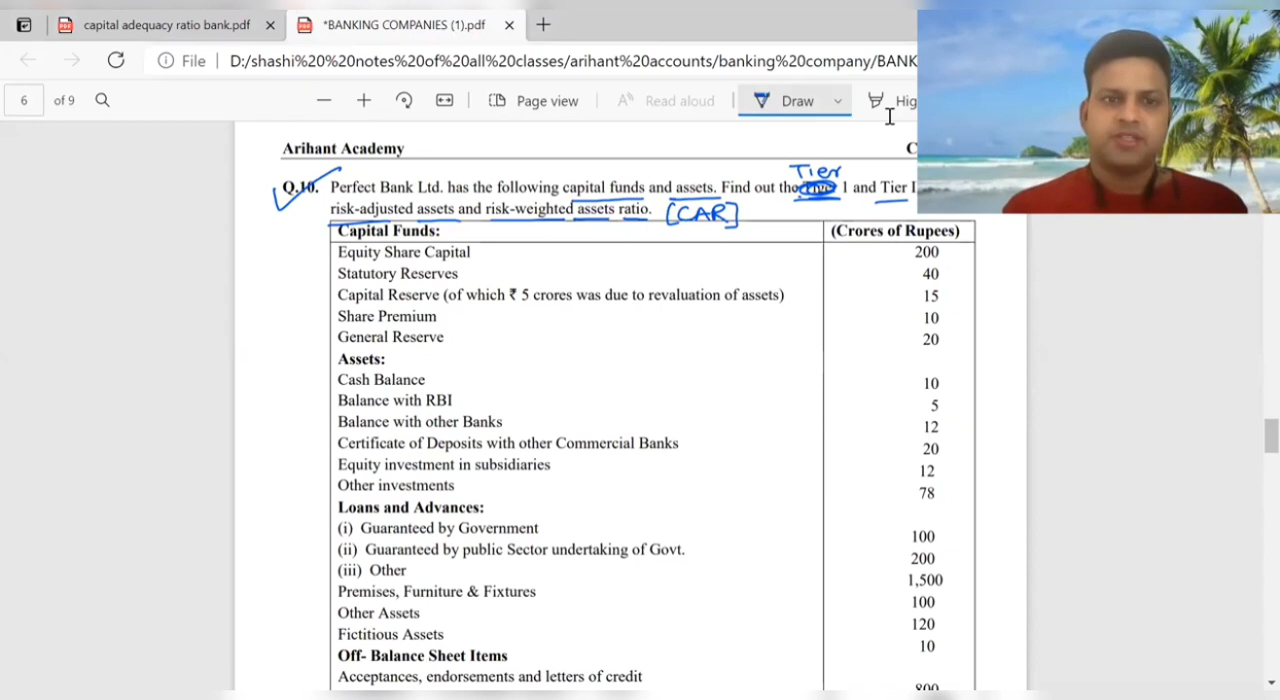 capital adequacy ratio bank.pdf
*BANKING COMPANIES (1).pdf
File D:/shashi%20%20notes%20of%20all%20classes/arihant%20accounts/banking%20company/BANK
6 of 9 Page view Read aloud Draw Hig
Arihant Academy C
Tier
Q.10. Perfect Bank Ltd. has the following capital funds and assets. Find out the 1 and Tier I
risk-adjusted assets and risk-weighted assets ratio. [CAR]
Capital Funds: (Crores of Rupees)
Equity Share Capital 200
Statutory Reserves 40
Capital Reserve (of which ₹ 5 crores was due to revaluation of assets) 15
Share Premium 10
General Reserve 20
Assets:
Cash Balance 10
Balance with RBI 5
Balance with other Banks 12
Certificate of Deposits with other Commercial Banks 20
Equity investment in subsidiaries 12
Other investments 78
Loans and Advances:
(i) Guaranteed by Government 100
(ii) Guaranteed by public Sector undertaking of Govt. 200
(iii) Other 1,500
Premises, Furniture & Fixtures 100
Other Assets 120
Fictitious Assets 10
Off- Balance Sheet Items
Acceptances, endorsements and letters of credit 800